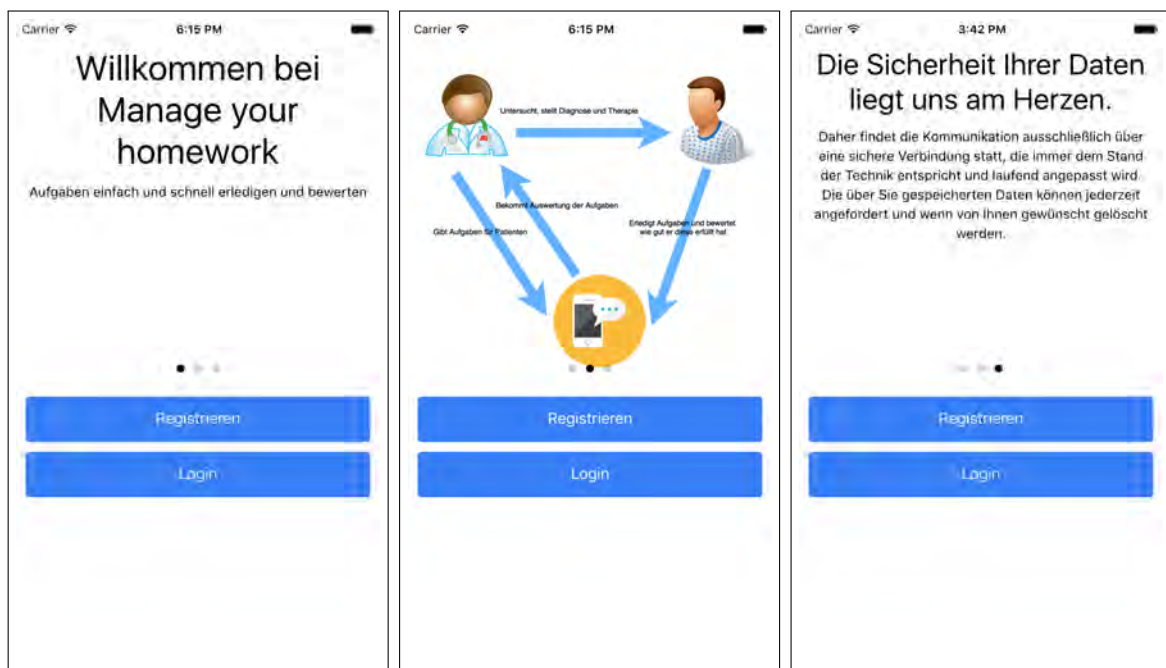 Carrier 6:15 PM
Willkommen bei
Manage your
homework
Aufgaben einfach und schnell erledigen und bewerten
Registrieren
Login
Carrier 6:15 PM
Untersucht, stellt Diagnose und Therapie
Bekommt Auswertung der Aufgaben
Gibt Aufgaben für Patienten
Erledigt Aufgaben und bewertet
wie gut er diese erfüllt hat
Registrieren
Login
Carrier 3:42 PM
Die Sicherheit Ihrer Daten
liegt uns am Herzen.
Daher findet die Kommunikation ausschließlich über
eine sichere Verbindung statt, die immer dem Stand
der Technik entspricht und laufend angepasst wird
Die über Sie gespeicherten Daten können jederzeit
angefordert und wenn von Ihnen gewünscht gelöscht
werden.
Registrieren
Login